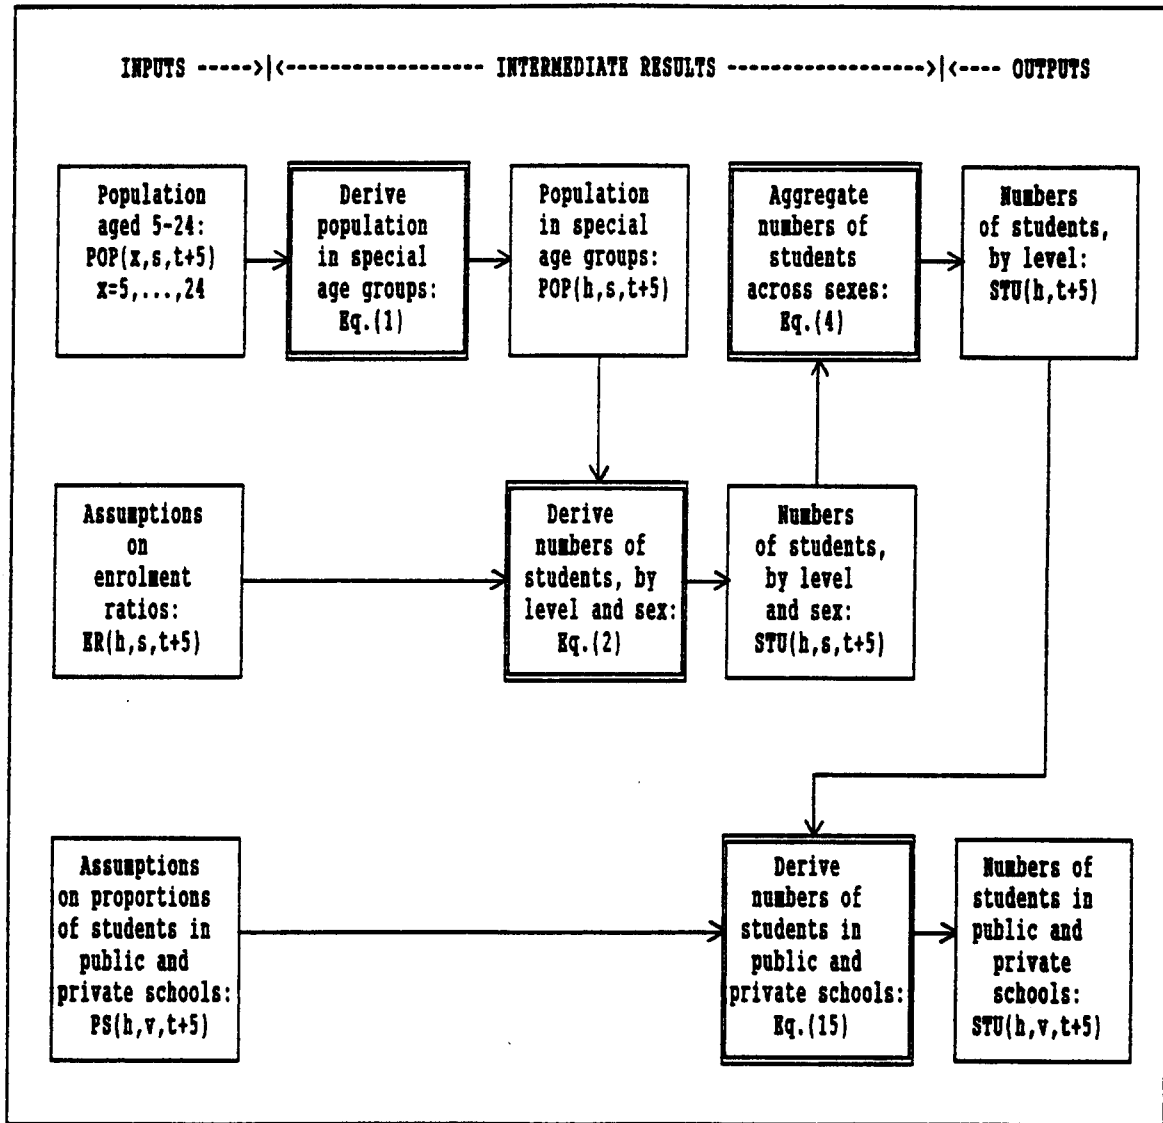 INPUTS ----->|<----------------- INTERMEDIATE RESULTS ----------------->|<---- OUTPUTS
Population
aged 5-24:
POP(x,s,t+5)
x=5,...,24
Derive
population
in special
age groups:
Eq.(1)
Population
in special
age groups:
POP(h,s,t+5)
Aggregate
numbers of
students
across sexes:
Eq.(4)
Numbers
of students,
by level:
STU(h,t+5)
Assumptions
on
enrolment
ratios:
ER(h,s,t+5)
Derive
numbers of
students, by
level and sex:
Eq.(2)
Numbers
of students,
by level
and sex:
STU(h,s,t+5)
Assumptions
on proportions
of students in
public and
private schools:
PS(h,v,t+5)
Derive
numbers of
students in
public and
private schools:
Eq.(15)
Numbers of
students in
public and
private
schools:
STU(h,v,t+5)